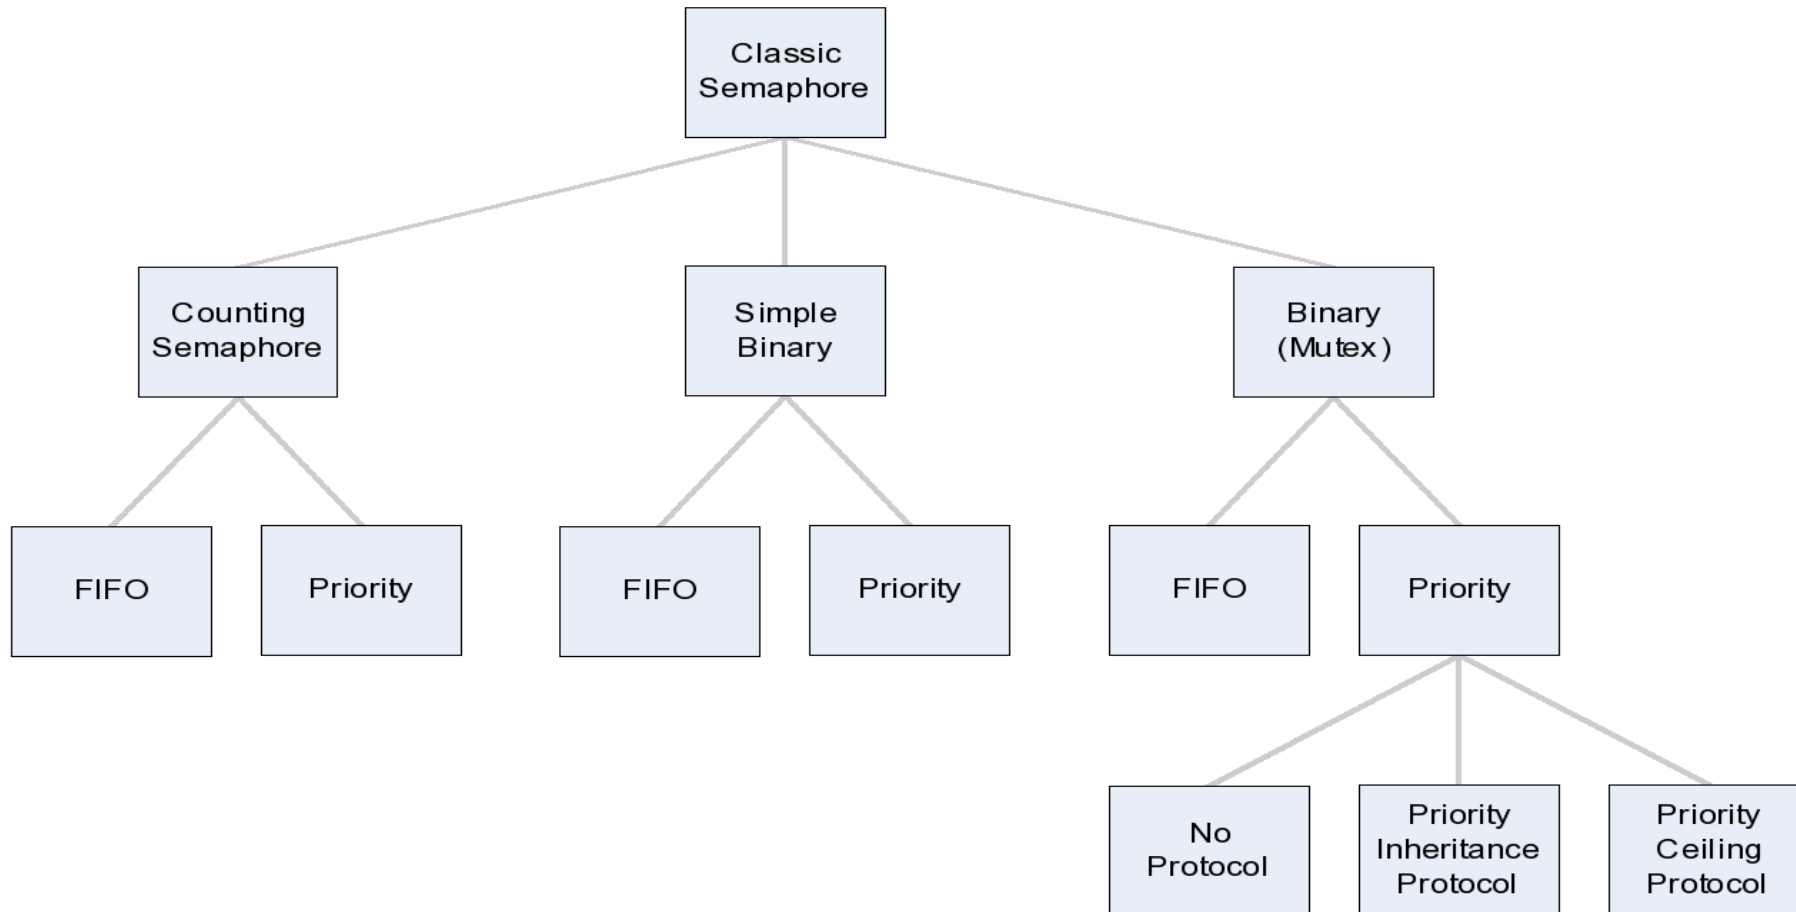 Classic
Semaphore
Counting
Semaphore
Simple
Binary
Binary
(Mutex)
FIFO
Priority
FIFO
Priority
FIFO
Priority
No
Protocol
Priority
Inheritance
Protocol
Priority
Ceiling
Protocol